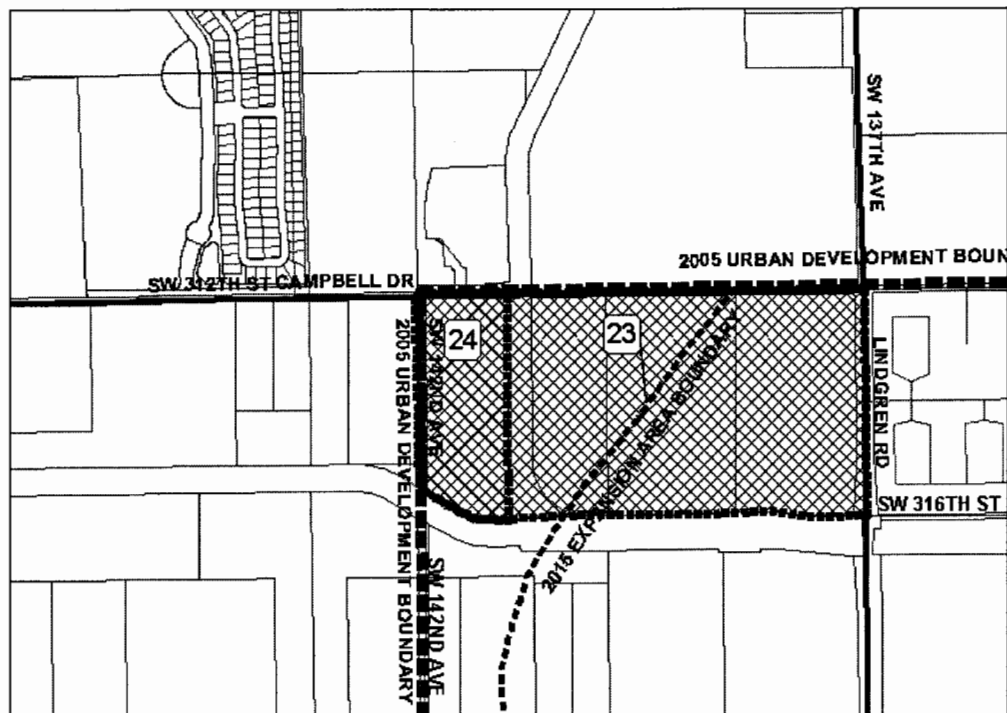 SW 137TH AVE
2005 URBAN DEVELOPMENT BOUN
SW 312TH ST CAMPBELL DR
24
23
SW 142ND AVE
2005 URBAN DEVELOPMENT BOUNDARY
2015 EXPANSION AREA BOUNDARY
LINDGREN RD
SW 316TH ST
SW 142ND AVE